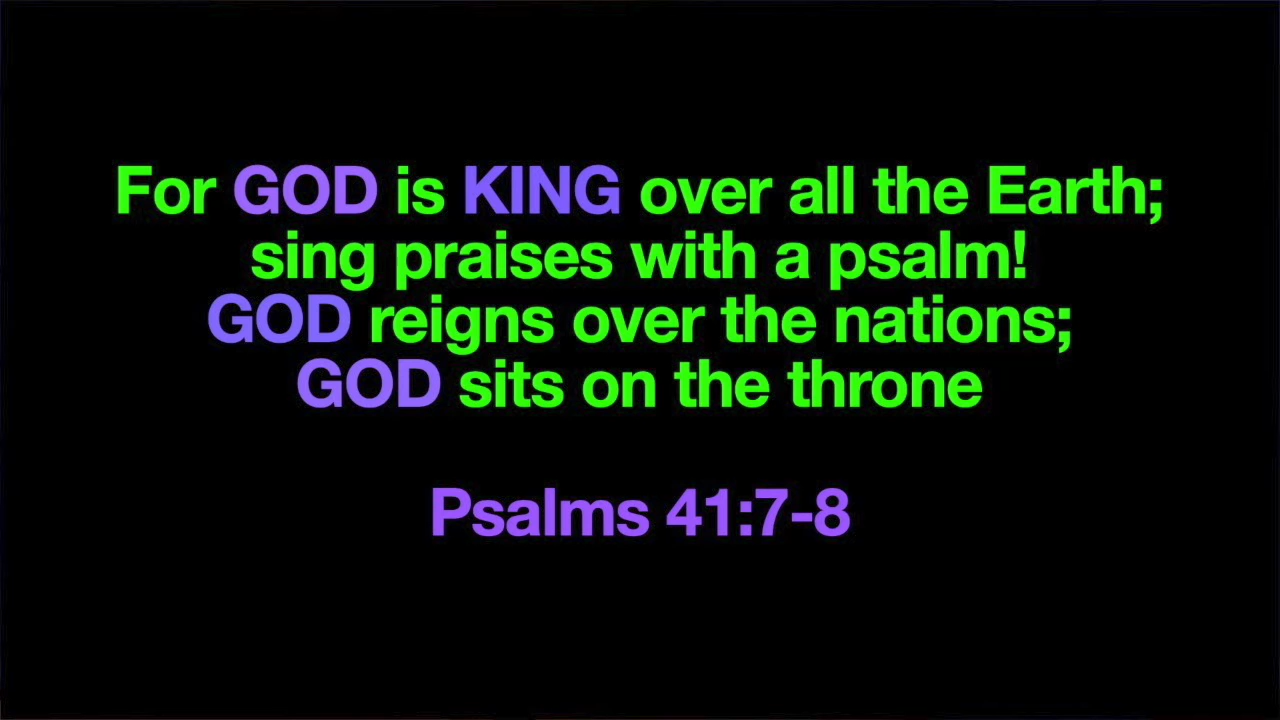 For GOD is KING over all the Earth;
sing praises with a psalm!
GOD reigns over the nations;
GOD sits on the throne
Psalms 41:7-8